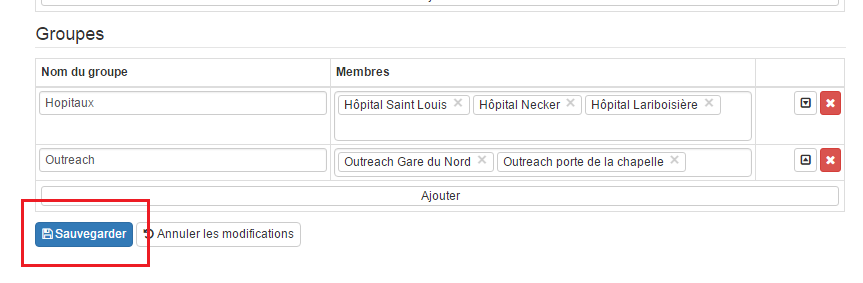 Groupes
Nom du groupe Membres
Hopitaux Hôpital Saint Louis × Hôpital Necker × Hôpital Lariboisière ×
Outreach Outreach Gare du Nord × Outreach porte de la chapelle ×
Ajouter
Sauvegarder Annuler les modifications